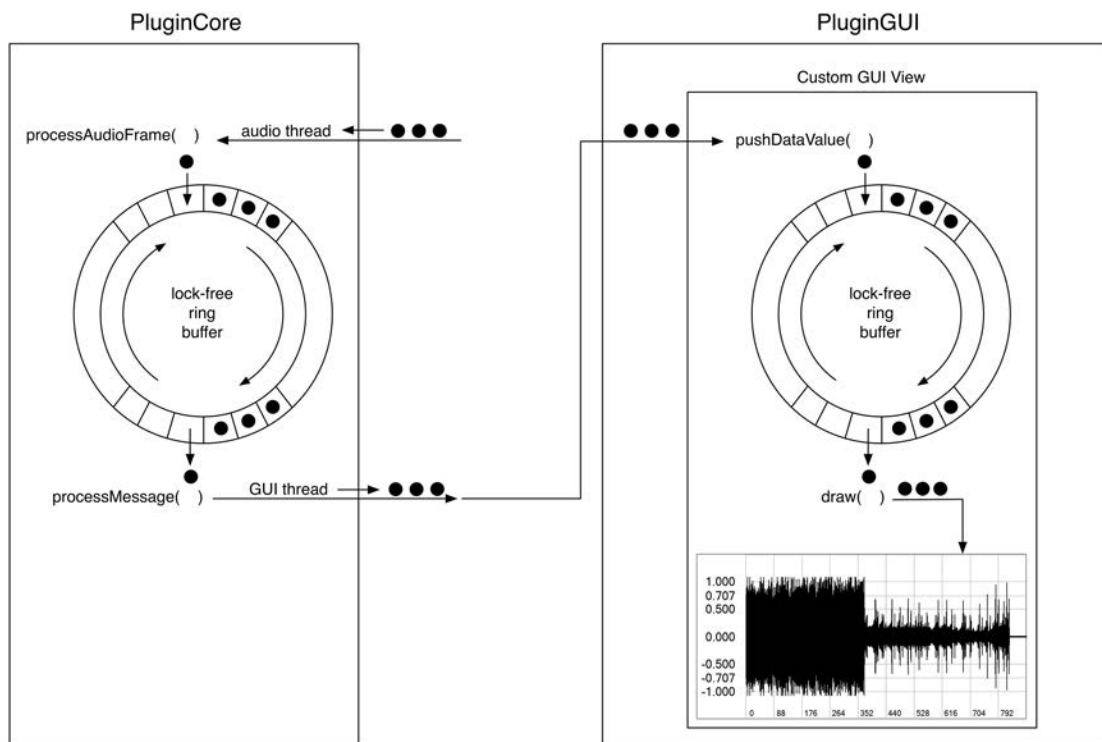 PluginCore
PluginGUI
Custom GUI View
processAudioFrame( )
audio thread
pushDataValue( )
lock-free
ring
buffer
lock-free
ring
buffer
processMessage( )
GUI thread
draw( )
1.000
0.707
0.500
0.000
-0.500
-0.707
-1.000
0 88 176 264 352 440 528 616 704 792